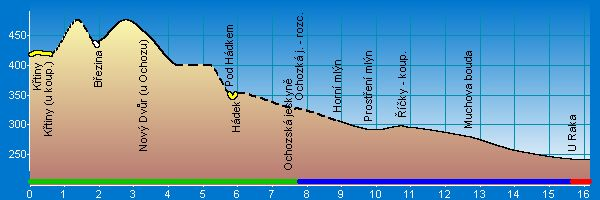 450
400
350
300
250
Křtiny
Křtiny (u koup.)
Březina
Nový Dvůr (u Ochozu)
Pod Hádkem
Hádek
Ochozská jeskyně
Ochozká j. - rozc.
Horní mlýn
Prostřední mlýn
Říčky - koup.
Muchova bouda
U Raka
0 1 2 3 4 5 6 7 8 9 10 11 12 13 14 15 16